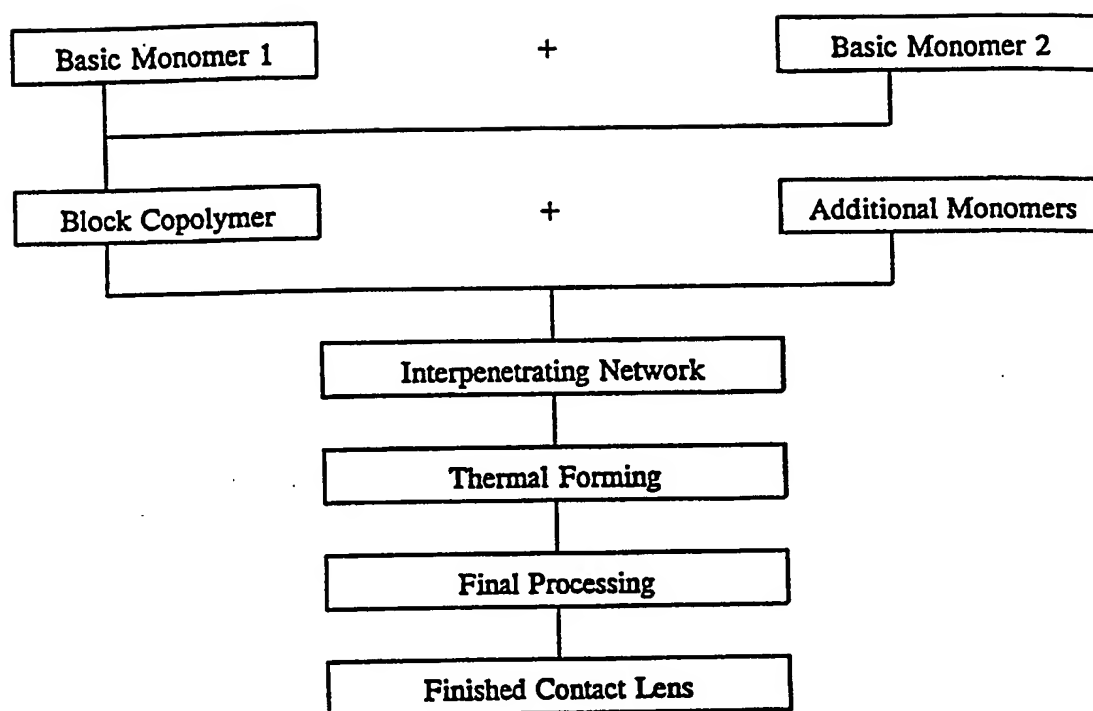 Basic Monomer 1 + Basic Monomer 2
Block Copolymer + Additional Monomers
Interpenetrating Network
Thermal Forming
Final Processing
Finished Contact Lens